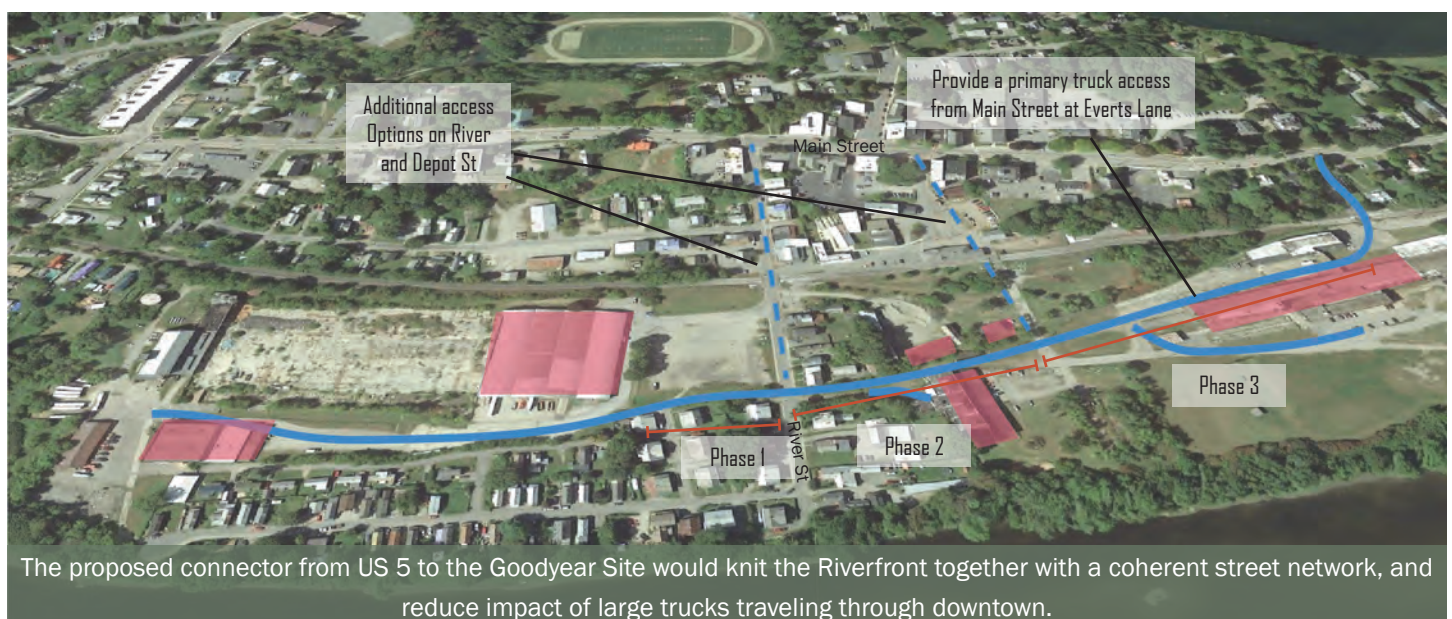 Additional access
Options on River
and Depot St
Provide a primary truck access
from Main Street at Everts Lane
Main Street
Phase 3
Phase 1
River St
Phase 2
The proposed connector from US 5 to the Goodyear Site would knit the Riverfront together with a coherent street network, and
reduce impact of large trucks traveling through downtown.